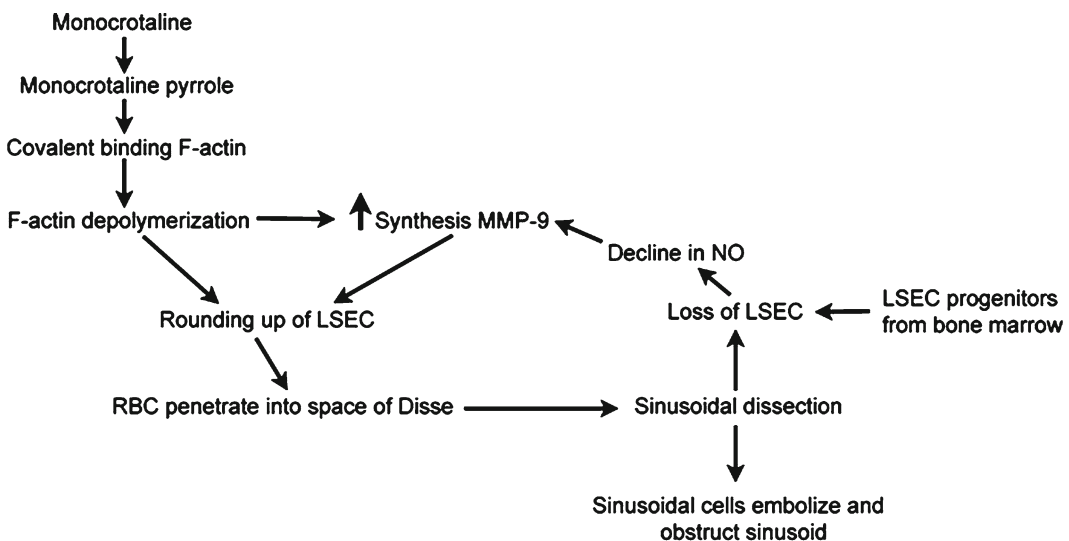 Monocrotaline
Monocrotaline pyrrole
Covalent binding F-actin
F-actin depolymerization
Synthesis MMP-9
Decline in NO
Rounding up of LSEC
Loss of LSEC
LSEC progenitors
from bone marrow
RBC penetrate into space of Disse
Sinusoidal dissection
Sinusoidal cells embolize and
obstruct sinusoid